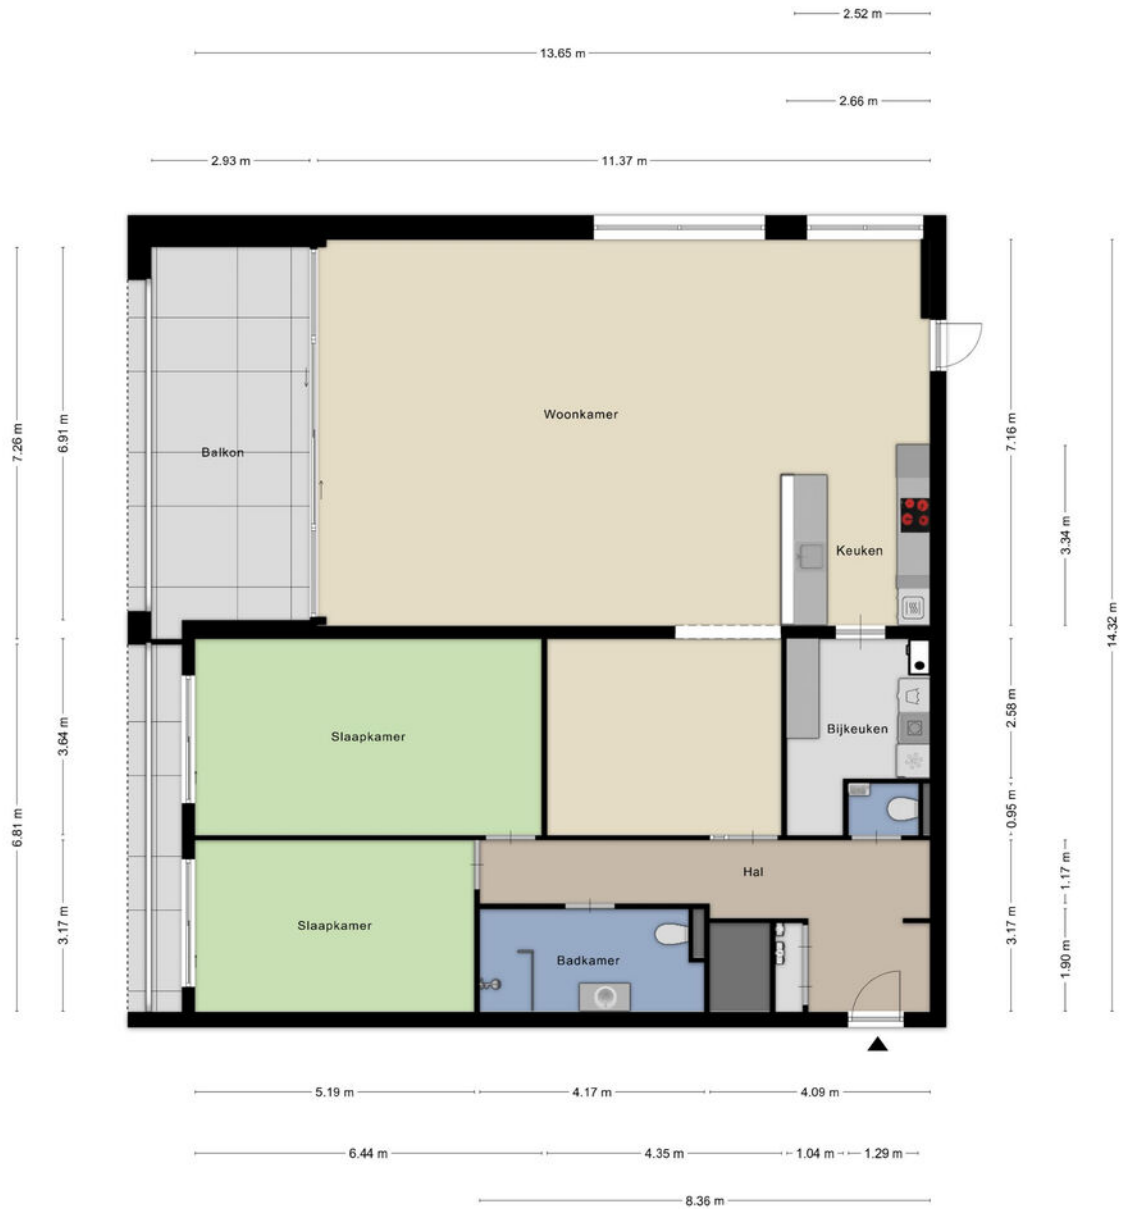 2.52 m
13.65 m
2.66 m
2.93 m
11.37 m
7.26 m
6.91 m
Woonkamer
7.16 m
Balkon
3.34 m
Keuken
14.32 m
2.58 m
Slaapkamer
Bijkeuken
3.64 m
0.95 m
6.81 m
Hal
1.17 m
Slaapkamer
3.17 m
3.17 m
Badkamer
1.90 m
5.19 m
4.17 m
4.09 m
6.44 m
4.35 m
1.04 m
1.29 m
8.36 m